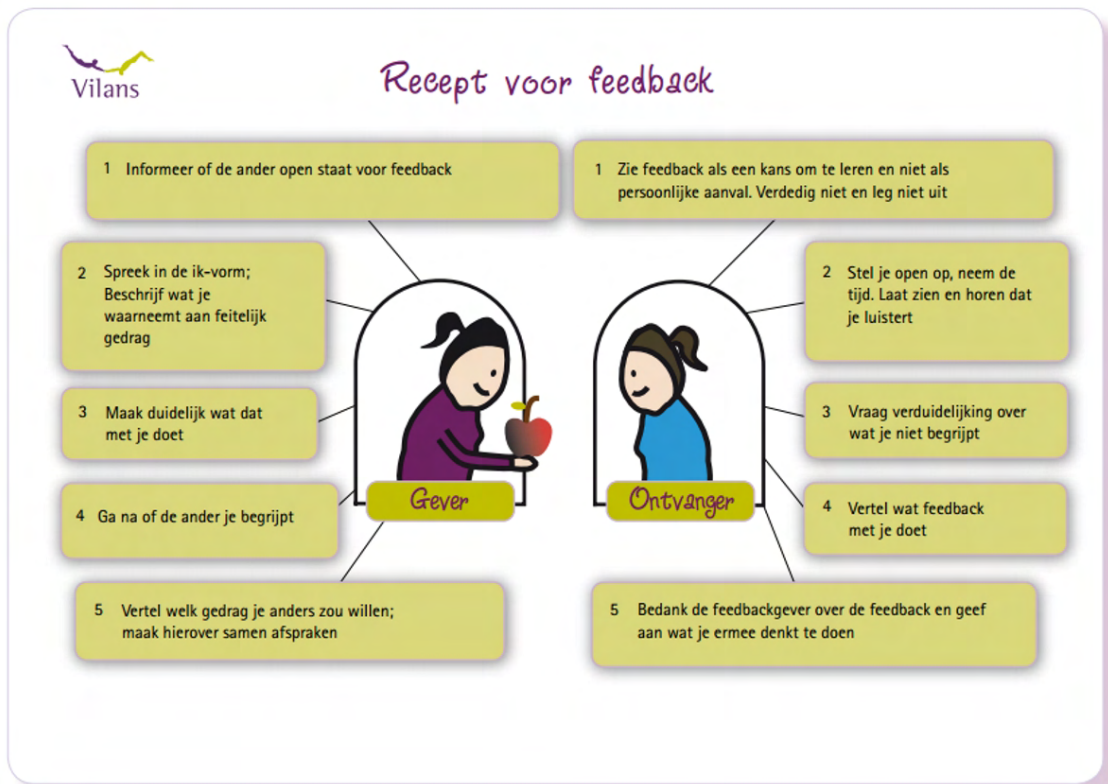 Vilans
Recept voor feedback
1 Informeer of de ander open staat voor feedback
2 Spreek in de ik-vorm;
Beschrijf wat je
waarneemt aan feitelijk
gedrag
3 Maak duidelijk wat dat
met je doet
4 Ga na of de ander je begrijpt
5 Vertel welk gedrag je anders zou willen;
maak hierover samen afspraken
Gever
1 Zie feedback als een kans om te leren en niet als
persoonlijke aanval. Verdedig niet en leg niet uit
2 Stel je open op, neem de
tijd. Laat zien en horen dat
je luistert
3 Vraag verduidelijking over
wat je niet begrijpt
4 Vertel wat feedback
met je doet
5 Bedank de feedbackgever over de feedback en geef
aan wat je ermee denkt te doen
Ontvanger